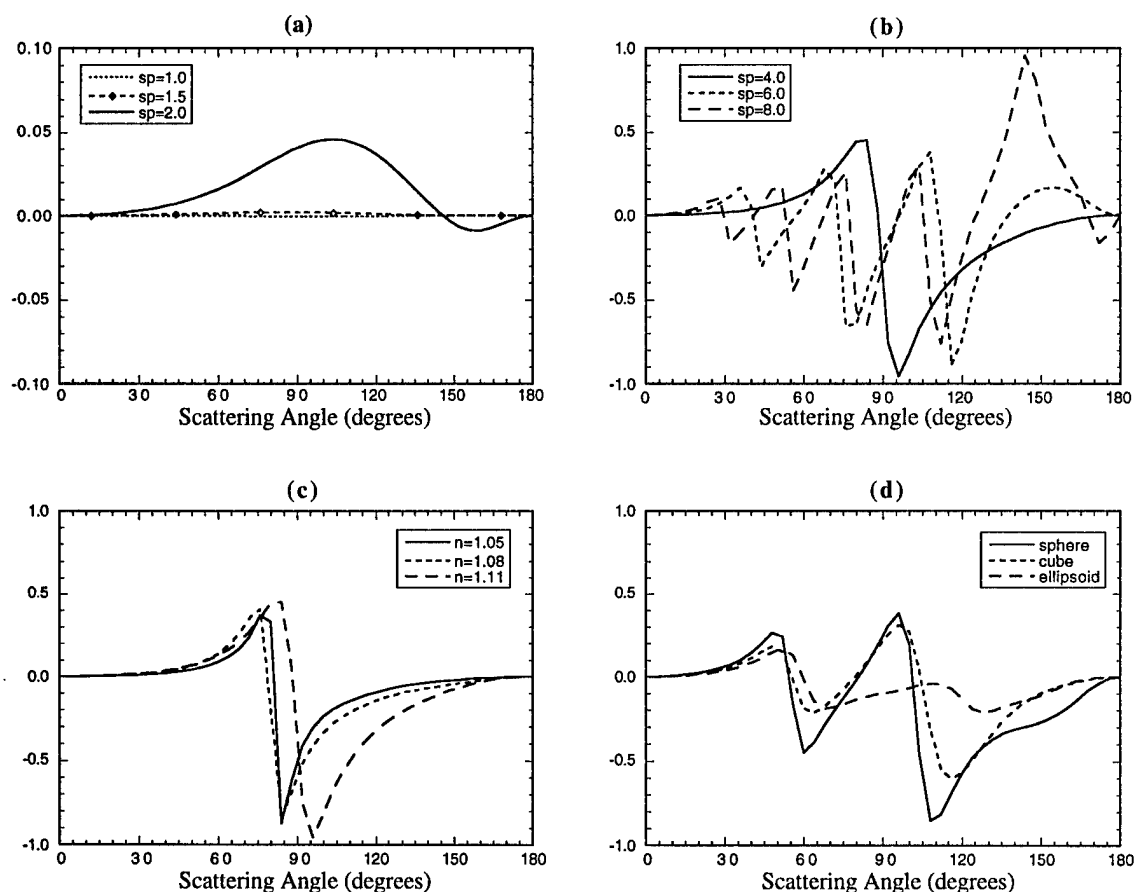 (a)
0.10
0.05
0.00
-0.05
-0.10
sp=1.0
sp=1.5
sp=2.0
0 30 60 90 120 150 180
Scattering Angle (degrees)
(b)
1.0
0.5
0.0
-0.5
-1.0
sp=4.0
sp=6.0
sp=8.0
0 30 60 90 120 150 180
Scattering Angle (degrees)
(c)
1.0
0.5
0.0
-0.5
-1.0
n=1.05
n=1.08
n=1.11
0 30 60 90 120 150 180
Scattering Angle (degrees)
(d)
1.0
0.5
0.0
-0.5
-1.0
sphere
cube
ellipsoid
0 30 60 90 120 150 180
Scattering Angle (degrees)